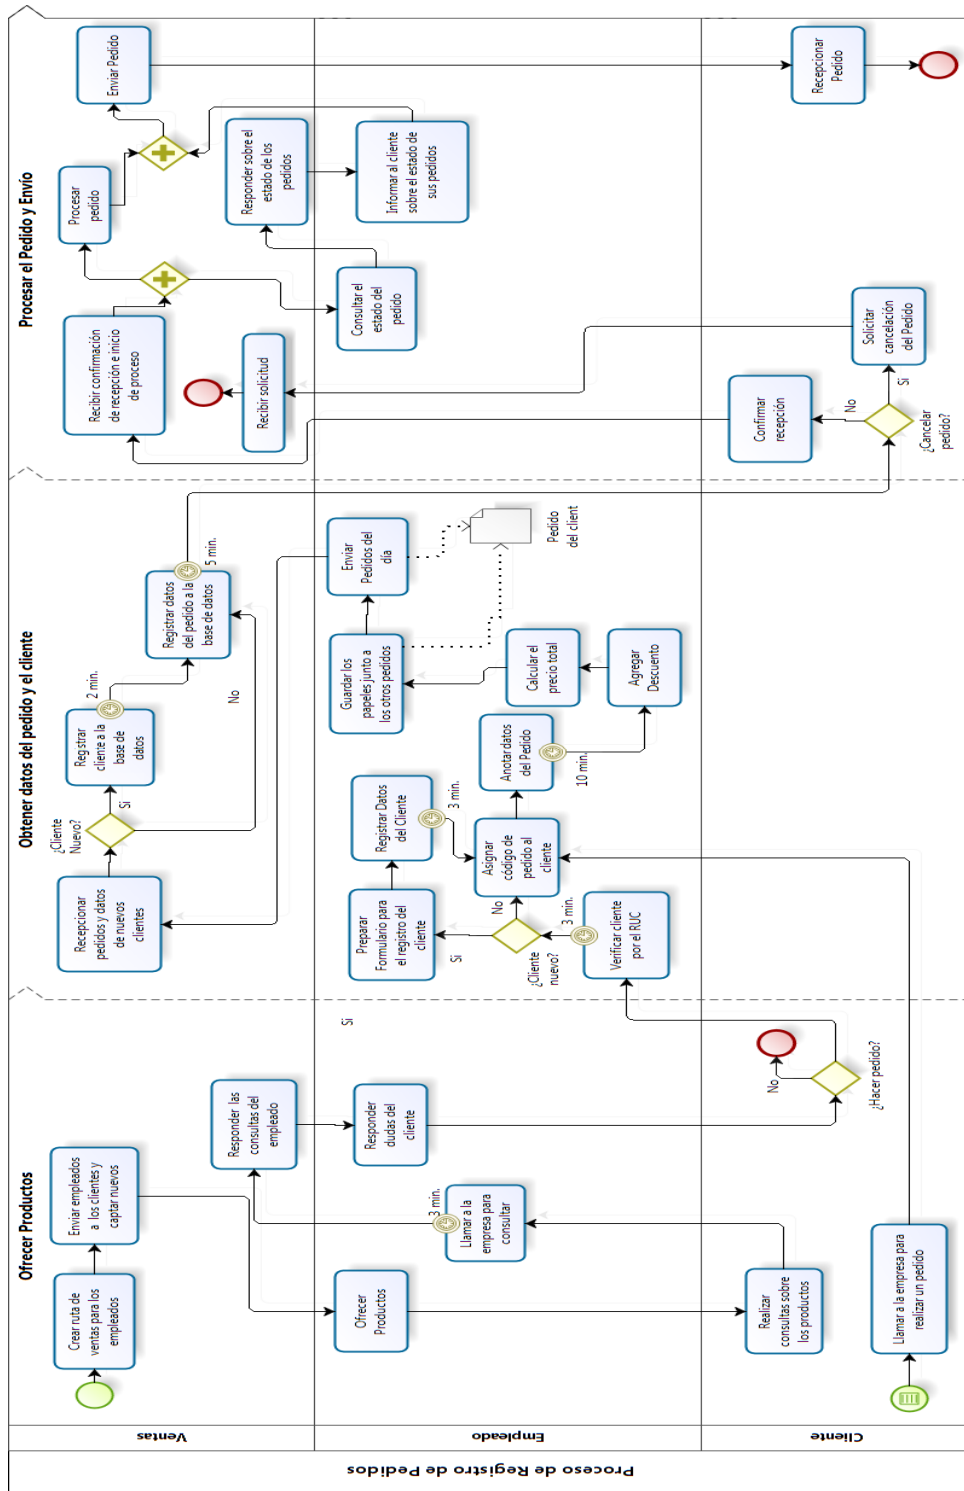 Proceso de Registro de Pedidos
Ventas
Empleado
Cliente
Ofrecer Productos
Obtener datos del pedido y el cliente
Procesar el Pedido y Envío
Crear ruta de
ventas para los
empleados
Enviar empleados
a los clientes y
captar nuevos
Responder las
consultas del
empleado
Ofrecer
Productos
Llamar a la
empresa para
consultar
3 min.
Responder
dudas del
cliente
Si
Realizar
consultas sobre
los productos
¿Hacer pedido?
No
Llamar a la empresa para
realizar un pedido
Recepcionar
pedidos y datos
de nuevos
clientes
¿Cliente
Nuevo?
Si
No
Registrar
cliente a la
base de
datos
2 min.
Registrar datos
del pedido a la
base de datos
5 min.
Verificar cliente
por el RUC
3 min.
¿Cliente
nuevo?
Si
No
Preparar
Formulario para
el registro del
cliente
Registrar Datos
del Cliente
3 min.
Asignar
código de
pedido al
cliente
Anotar datos
del Pedido
10 min.
Agregar
Descuento
Calcular el
precio total
Guardar los
papeles junto a
los otros pedidos
Enviar
Pedidos del
día
Pedido
del client
¿Cancelar
pedido?
No
Si
Confirmar
recepción
Solicitar
cancelación
del Pedido
Recibir solicitud
Recibir confirmación
de recepción e inicio
de proceso
Procesar
pedido
Consultar el
estado del
pedido
Responder sobre el
estado de los
pedidos
Informar al cliente
sobre el estado de
sus pedidos
Enviar Pedido
Recepcionar
Pedido